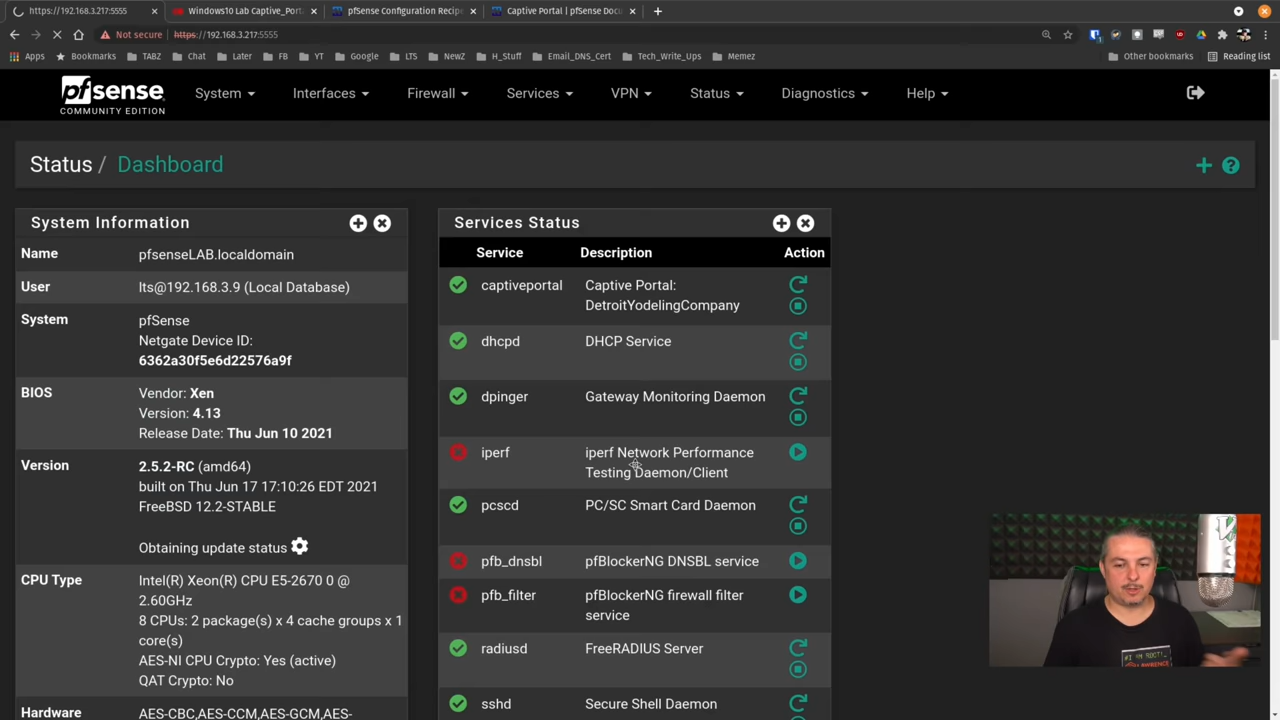 https://192.168.3.217:5555
Windows10 Lab Captive_Port
pfSense Configuration Recipe
Captive Portal | pfSense Docu
Not secure
https://192.168.3.217:5555
Apps
Bookmarks
TABZ
Chat
Later
FB
YT
Google
LTS
NewZ
H_Stuff
Email_DNS_Cert
Tech_Write_Ups
Memez
Other bookmarks
Reading list
pfsense
COMMUNITY EDITION
System
Interfaces
Firewall
Services
VPN
Status
Diagnostics
Help
Status / Dashboard
System Information
Name pfsenseLAB.localdomain
User lts@192.168.3.9 (Local Database)
System pfSense
Netgate Device ID:
6362a30f5e6d22576a9f
BIOS Vendor: Xen
Version: 4.13
Release Date: Thu Jun 10 2021
Version 2.5.2-RC (amd64)
built on Thu Jun 17 17:10:26 EDT 2021
FreeBSD 12.2-STABLE
Obtaining update status
CPU Type Intel(R) Xeon(R) CPU E5-2670 0 @
2.60GHz
8 CPUs: 2 package(s) x 4 cache groups x 1
core(s)
AES-NI CPU Crypto: Yes (active)
QAT Crypto: No
Hardware AES-CBC,AES-CCM,AES-GCM,AES-
Services Status
Service Description Action
captiveportal Captive Portal:
DetroitYodelingCompany
dhcpd DHCP Service
dpinger Gateway Monitoring Daemon
iperf iperf Network Performance
Testing Daemon/Client
pcscd PC/SC Smart Card Daemon
pfb_dnsbl pfBlockerNG DNSBL service
pfb_filter pfBlockerNG firewall filter
service
radiusd FreeRADIUS Server
sshd Secure Shell Daemon